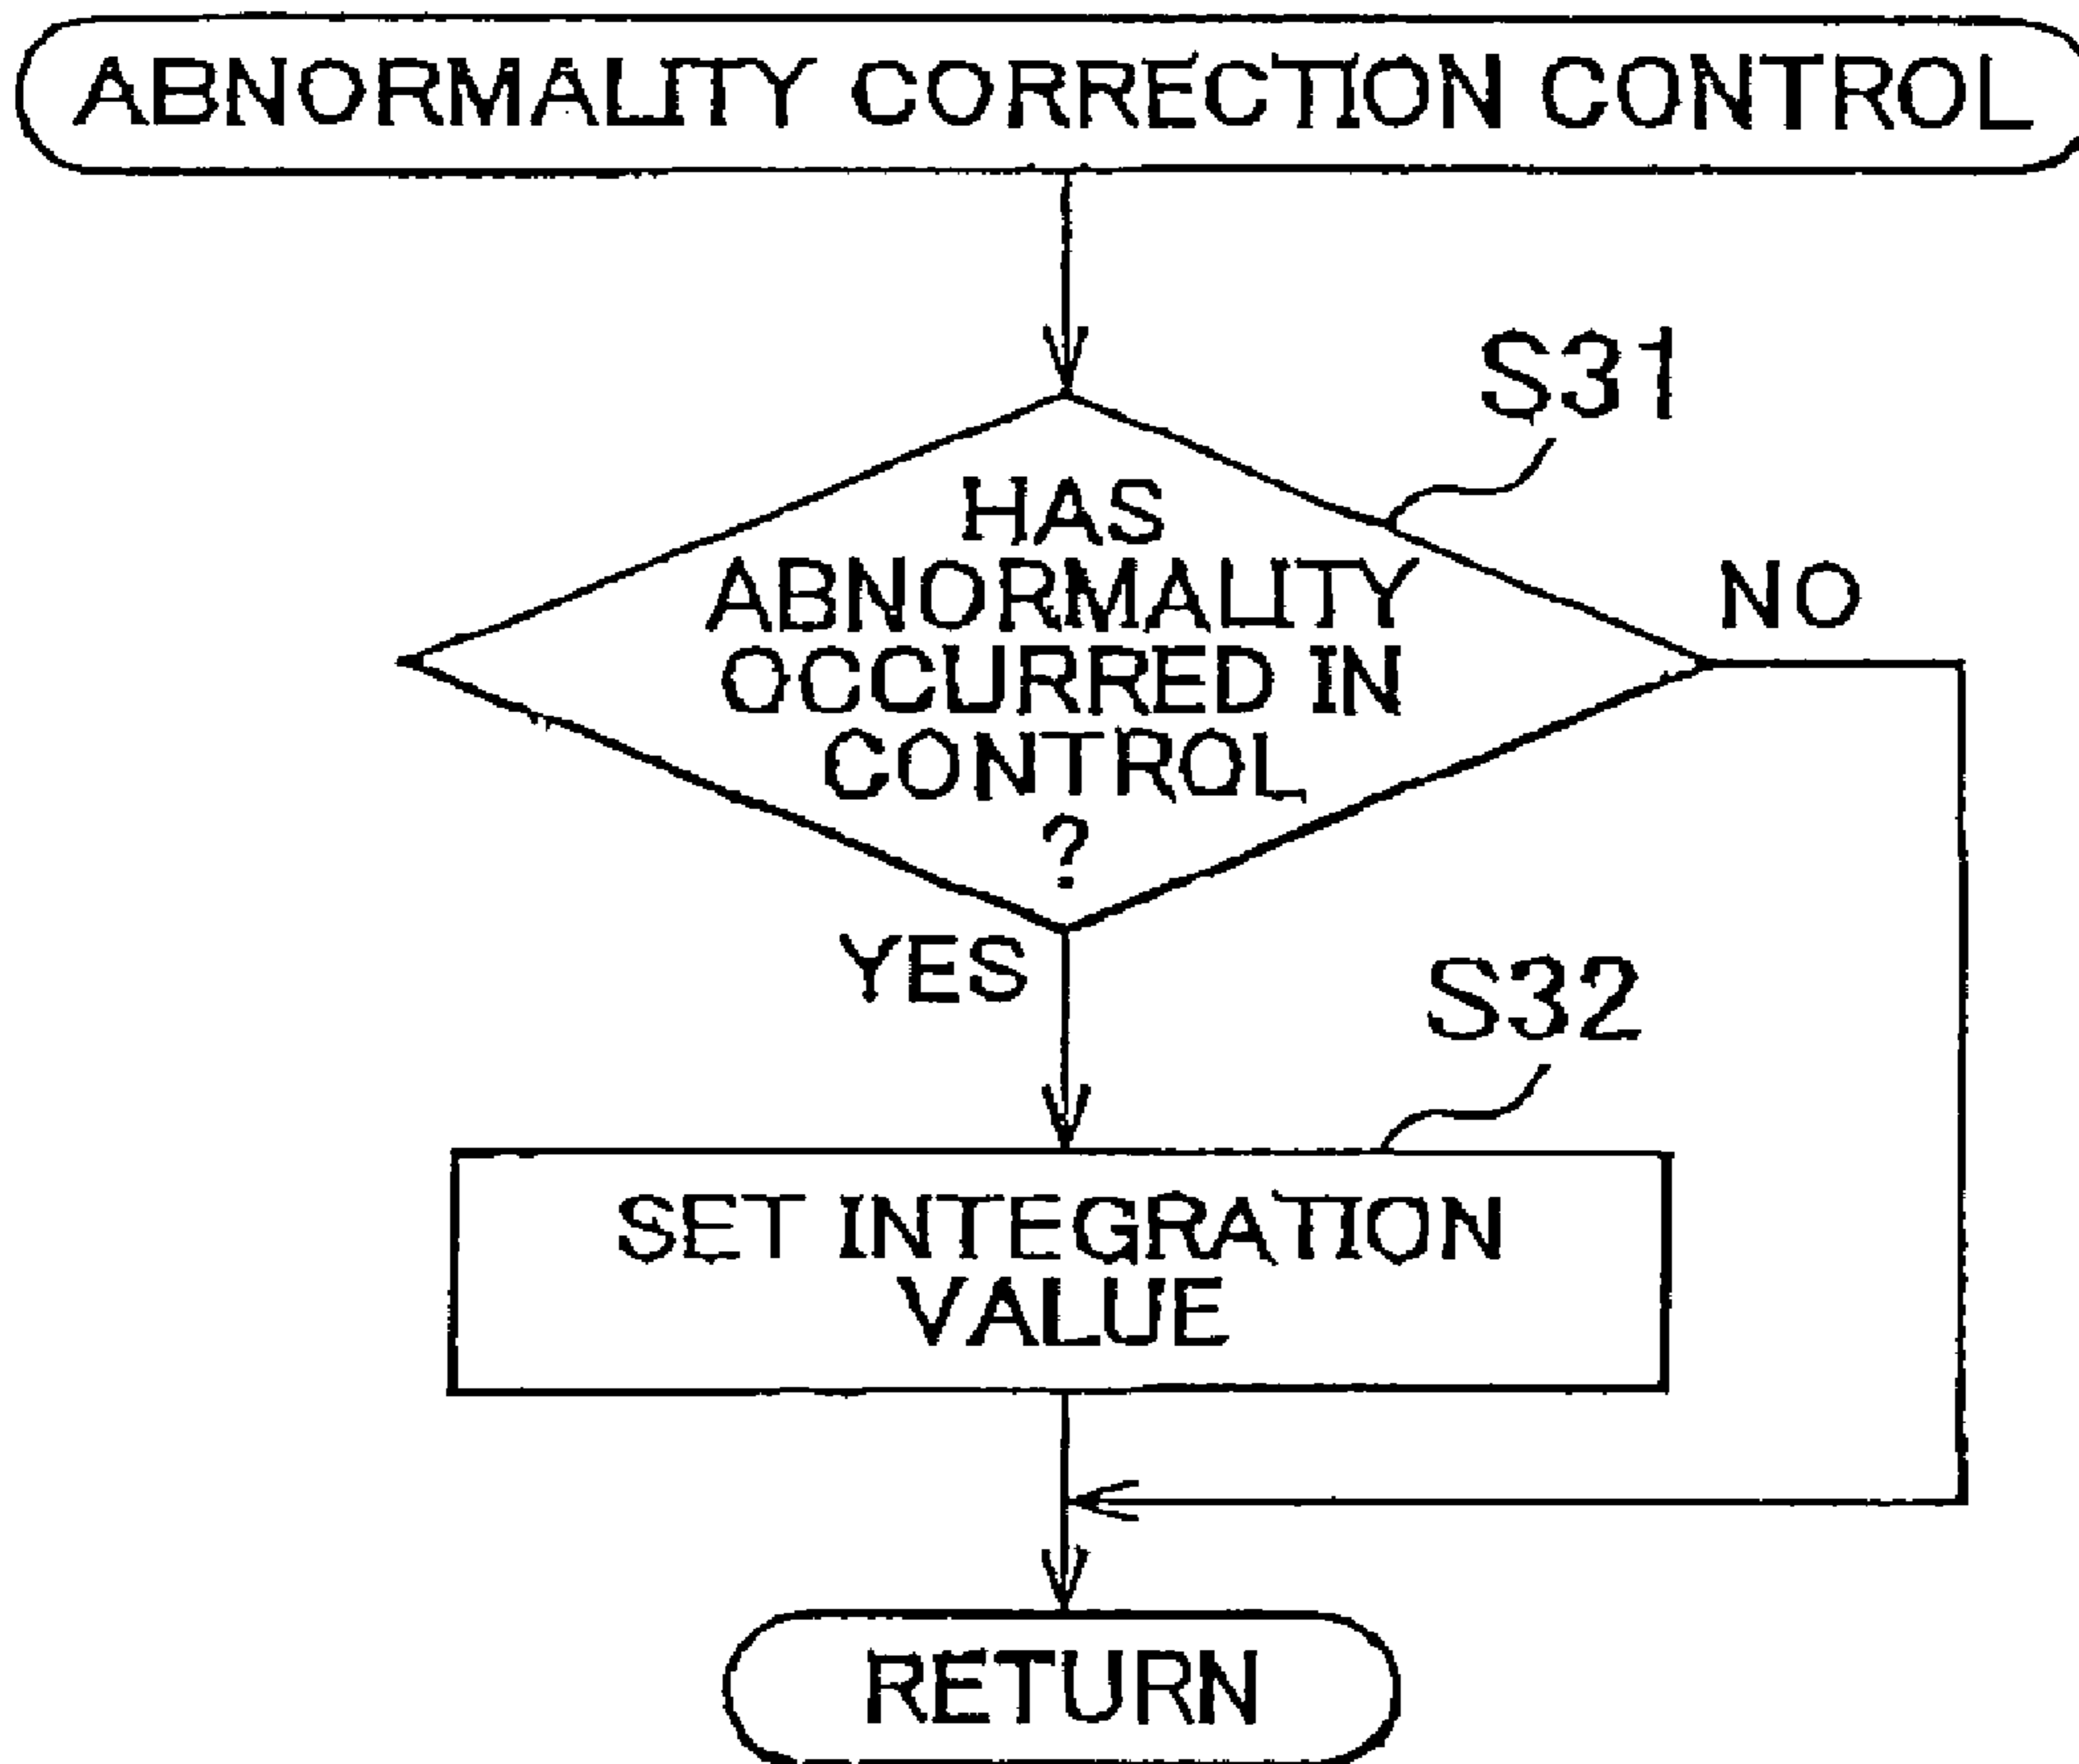 ABNORMALITY CORRECTION CONTROL
S31
HAS
ABNORMALITY
OCCURRED IN
CONTROL
?
NO
YES
S32
SET INTEGRATION
VALUE
RETURN